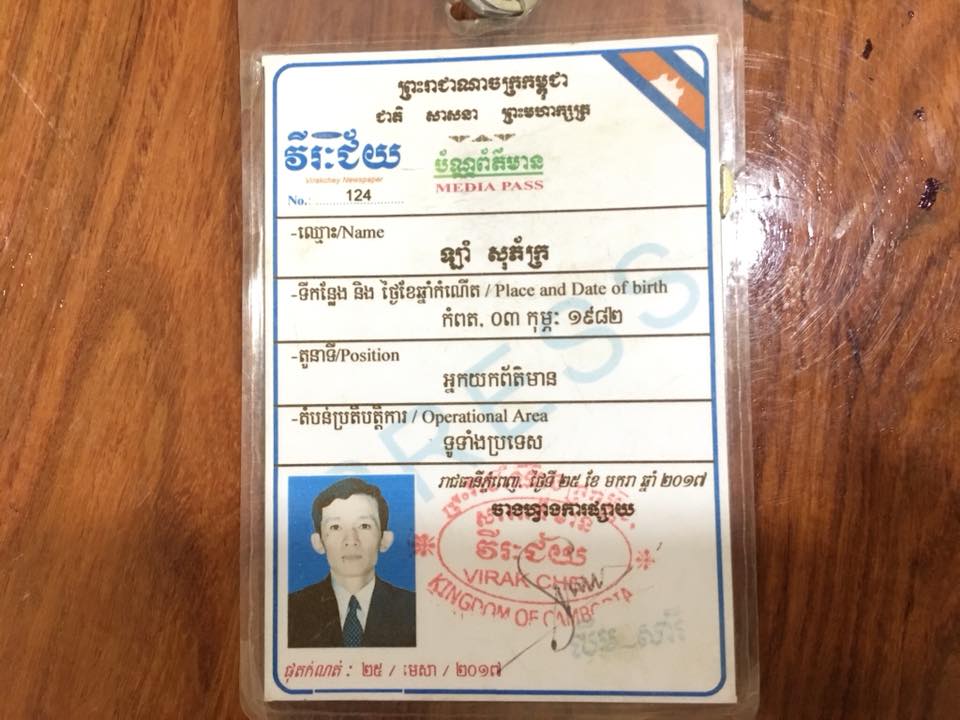 ព្រះរាជាណាចក្រកម្ពុជា
ជាតិ សាសនា ព្រះមហាក្សត្រ
វីរៈជ័យ
Virakchey Newspaper
No. 124
ប័ណ្ណព័ត៌មាន
MEDIA PASS
-ឈ្មោះ/Name
ឡាំ សុភ័ក្រ
-ទីកន្លែង និង ថ្ងៃខែឆ្នាំកំណើត / Place and Date of birth
កំពត, ០៣ កុម្ភៈ ១៩៨២
-តួនាទី/Position
អ្នកយកព័ត៌មាន
-តំបន់ប្រតិបត្តិការ / Operational Area
ទូទាំងប្រទេស
PRESS
រាជធានីភ្នំពេញ, ថ្ងៃទី ២៥ ខែ មករា ឆ្នាំ ២០១៧
ចាងហ្វាងការផ្សាយ
វីរៈជ័យ
VIRAK CHEY
KINGDOM OF CAMBODIA
ផុតកំណត់ : ២៥ / មេសា / ២០១៧